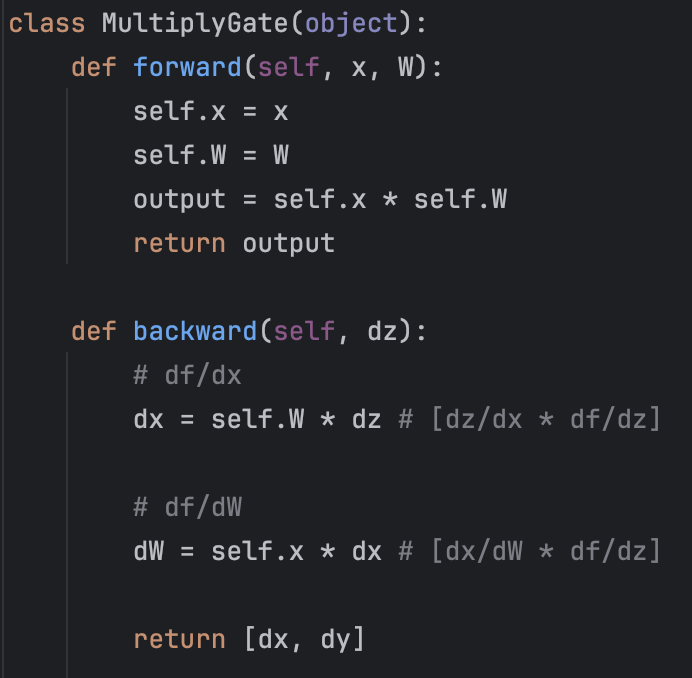 class MultiplyGate(object):
    def forward(self, x, W):
        self.x = x
        self.W = W
        output = self.x * self.W
        return output
    def backward(self, dz):
        # df/dx
        dx = self.W * dz # [dz/dx * df/dz]
        # df/dW
        dW = self.x * dx # [dx/dW * df/dz]
        return [dx, dy]